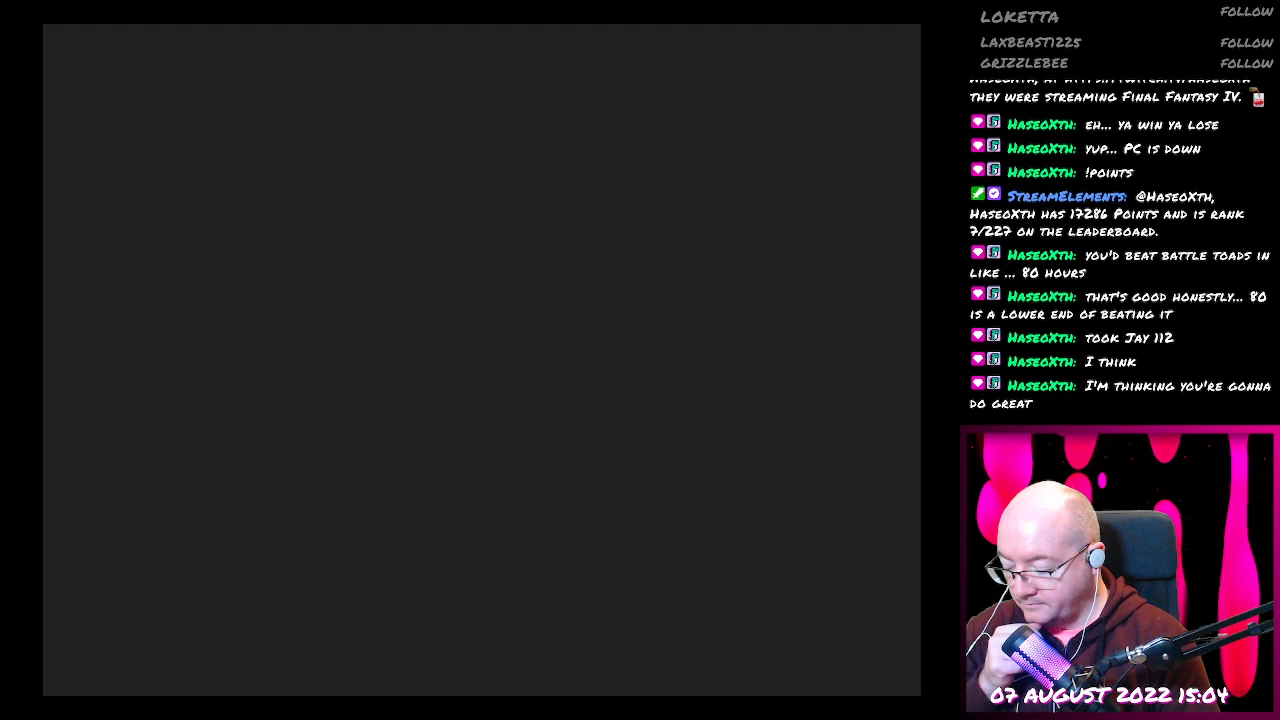 LOKETTA FOLLOW
LAXBEAST1225 FOLLOW
GRIZZLEBEE FOLLOW
THEY WERE STREAMING FINAL FANTASY IV.
HASEOXTH: EH... YA WIN YA LOSE
HASEOXTH: YUP... PC IS DOWN
HASEOXTH: !POINTS
STREAMELEMENTS: @HASEOXTH,
HASEOXTH HAS 17286 POINTS AND IS RANK
7/227 ON THE LEADERBOARD.
HASEOXTH: YOU'D BEAT BATTLE TOADS IN
LIKE ... 80 HOURS
HASEOXTH: THAT'S GOOD HONESTLY... 80
IS A LOWER END OF BEATING IT
HASEOXTH: TOOK JAY 112
HASEOXTH: I THINK
HASEOXTH: I'M THINKING YOU'RE GONNA
DO GREAT
07 AUGUST 2022 15:04